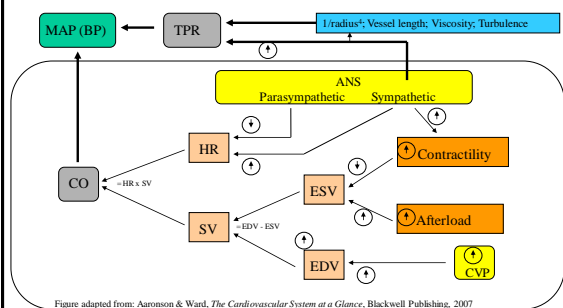 MAP (BP)
TPR
1/radius⁴; Vessel length; Viscosity; Turbulence
ANS
Parasympathetic Sympathetic
HR
Contractility
CO
=HR x SV
ESV
Afterload
SV
=EDV - ESV
EDV
CVP
Figure adapted from: Aaronson & Ward, The Cardiovascular System at a Glance, Blackwell Publishing, 2007